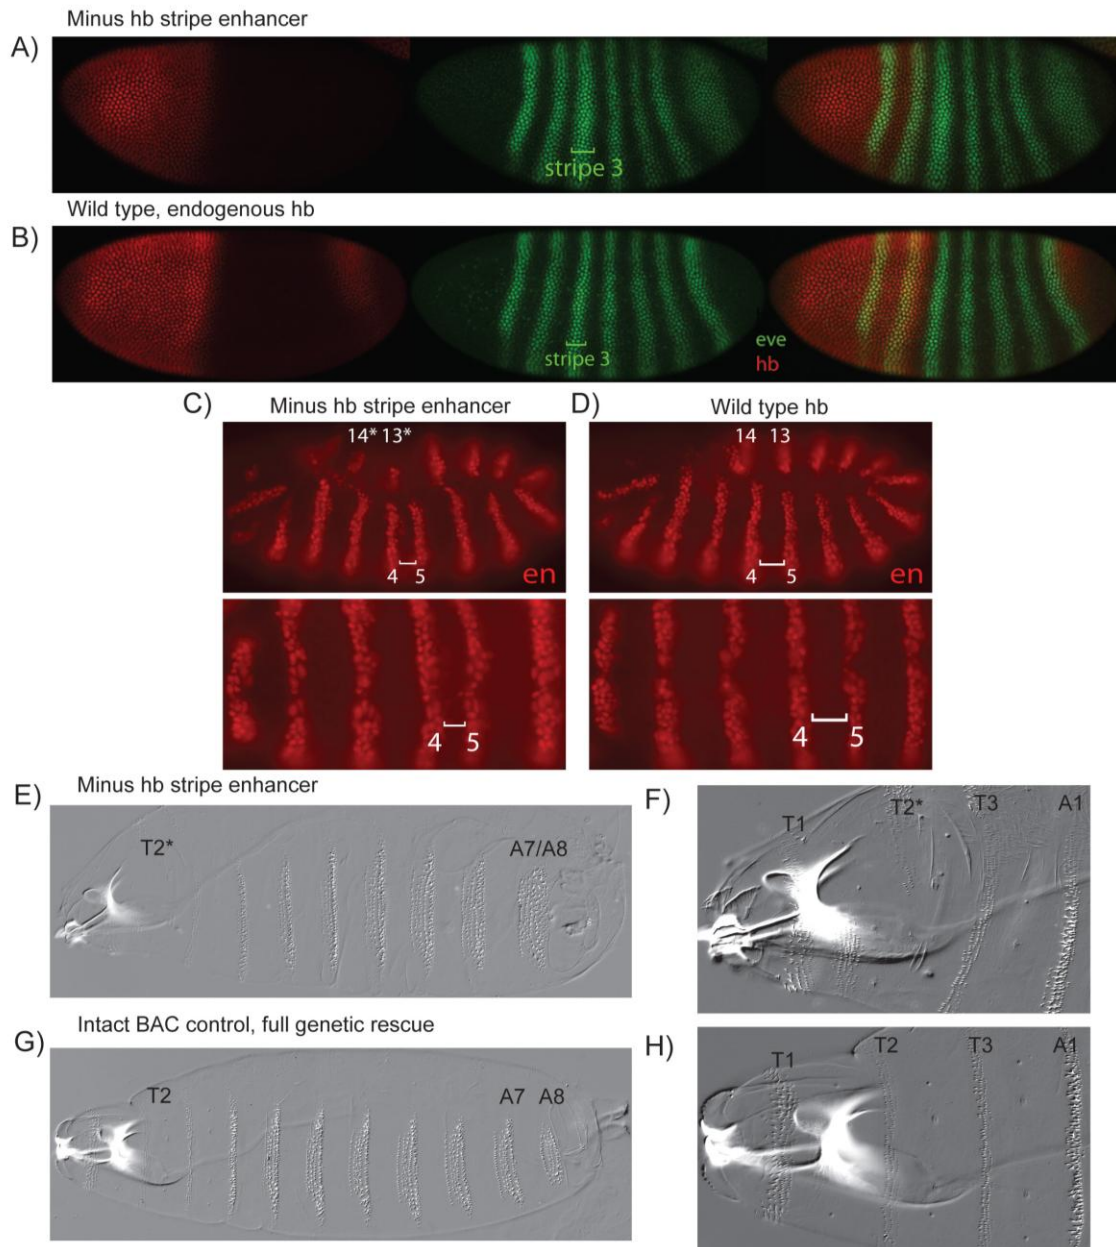 Minus hb stripe enhancer
A)
stripe 3
Wild type, endogenous hb
B)
stripe 3
eve
hb
C)
Minus hb stripe enhancer
14* 13*
4 5
en
4 5
D)
Wild type hb
14 13
4 5
en
4 5
Minus hb stripe enhancer
E)
T2*
A7/A8
F)
T1
T2*
T3
A1
Intact BAC control, full genetic rescue
G)
T2
A7 A8
H)
T1
T2
T3
A1